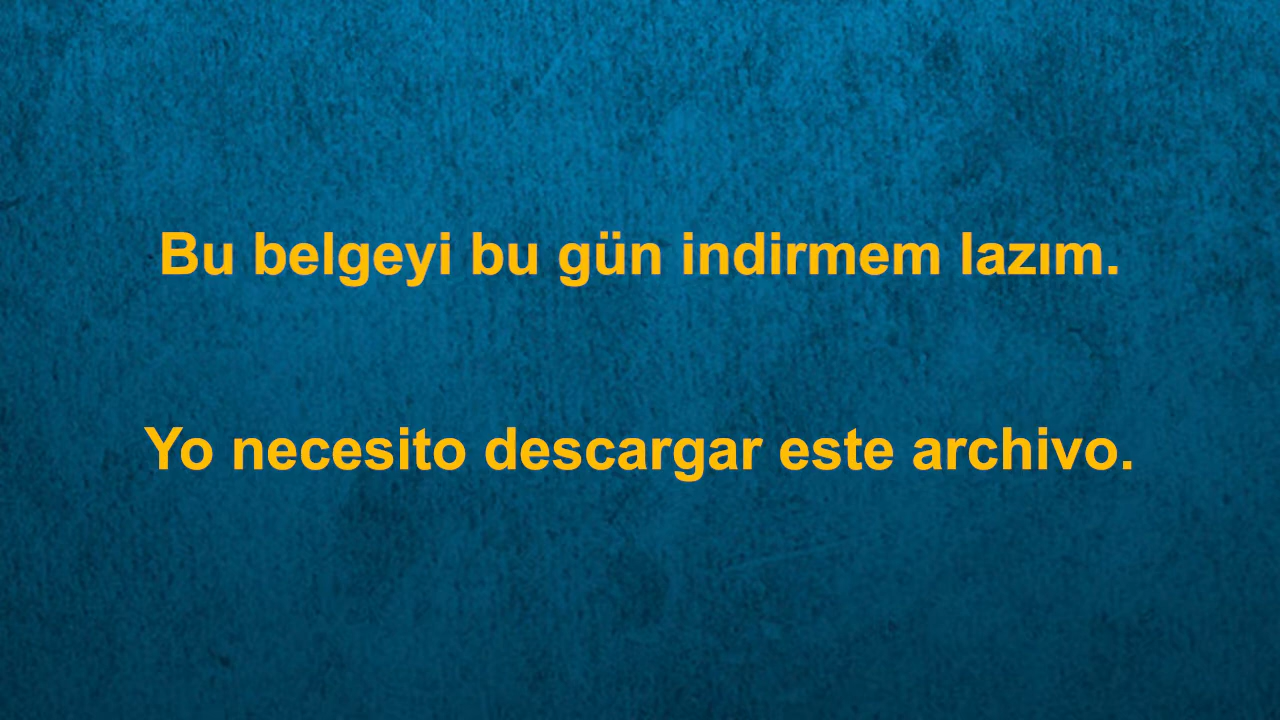 Bu belgeyi bu gün indirmem lazım.
Yo necesito descargar este archivo.